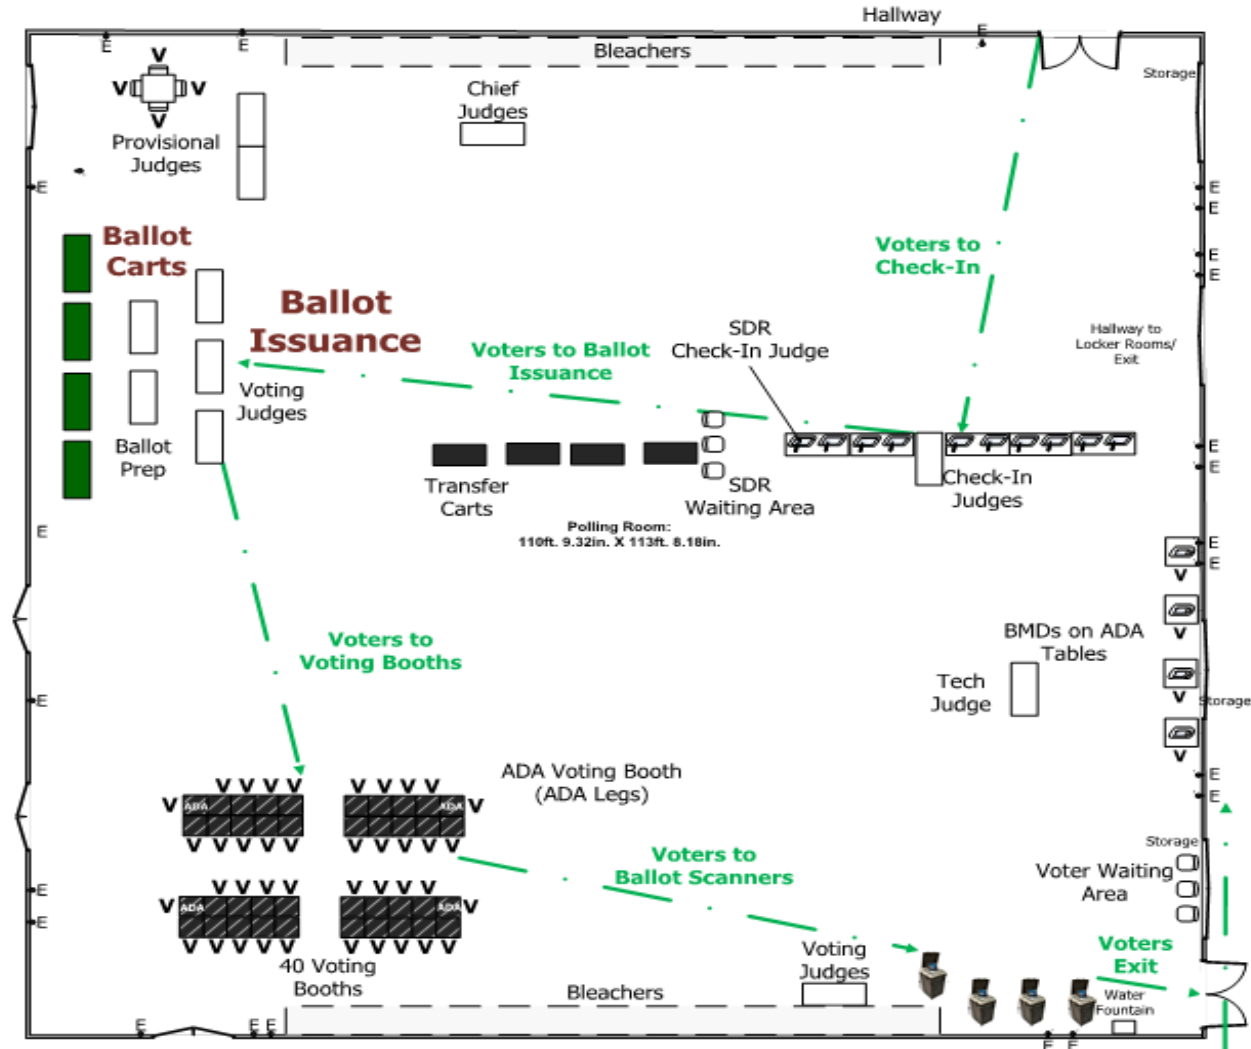 Hallway
E
E
E
Bleachers
Storage
V
V
V
V
Chief
Judges
Provisional
Judges
E
E
E
Ballot
Carts
Voters to
Check-In
E
E
Ballot
Issuance
SDR
Check-In Judge
Hallway to
Locker Rooms/
Exit
Voters to Ballot
Issuance
Voting
Judges
Ballot
Prep
E
E
Transfer
Carts
SDR
Waiting Area
Check-In
Judges
Polling Room:
110ft. 9.32in. X 113ft. 8.18in.
E
E
E
V
Voters to
Voting Booths
BMDs on ADA
Tables
V
Tech
Judge
V
E
Storage
V
ADA Voting Booth
(ADA Legs)
E
E
V V V V
V V V V
V
ADA
ADA
V
V V V V V
V V V V V
Storage
Voters to
Ballot Scanners
Voter Waiting
Area
E
E
V V V V
V V V V
V
ADA
ADA
V
V V V V V
V V V V V
40 Voting
Booths
Voting
Judges
Voters
Exit
Bleachers
Water
Fountain
E
E E
E
E